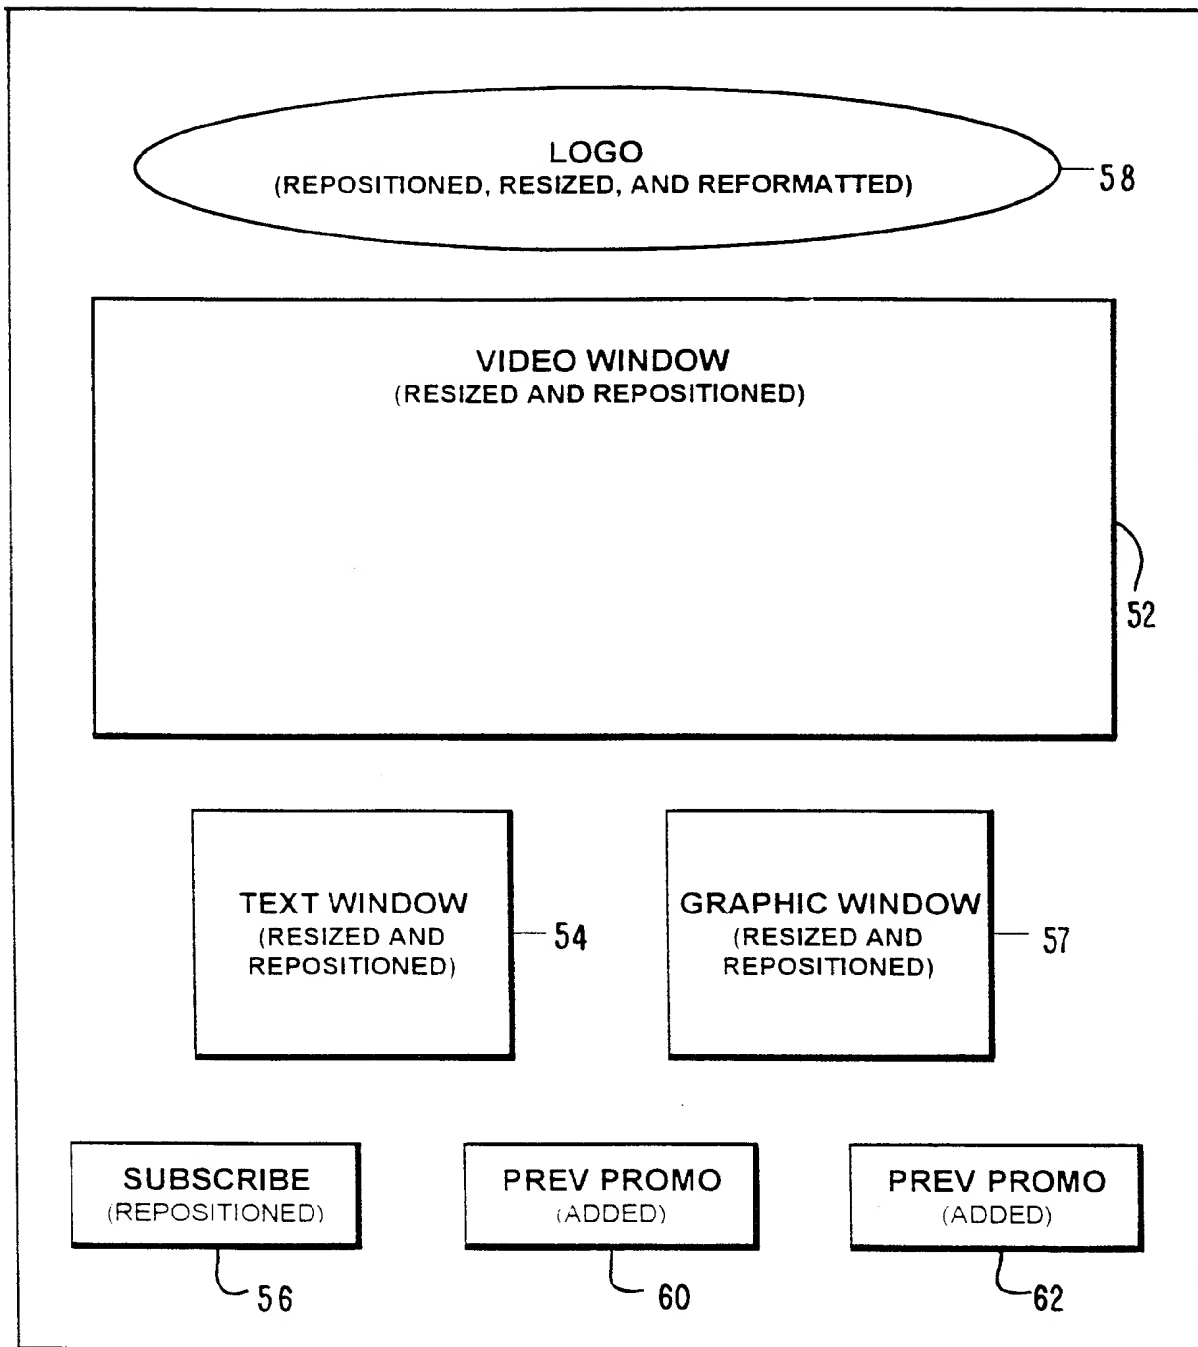 LOGO
(REPOSITIONED, RESIZED, AND REFORMATTED)
58
VIDEO WINDOW
(RESIZED AND REPOSITIONED)
52
TEXT WINDOW
(RESIZED AND
REPOSITIONED)
54
GRAPHIC WINDOW
(RESIZED AND
REPOSITIONED)
57
SUBSCRIBE
(REPOSITIONED)
56
PREV PROMO
(ADDED)
60
PREV PROMO
(ADDED)
62